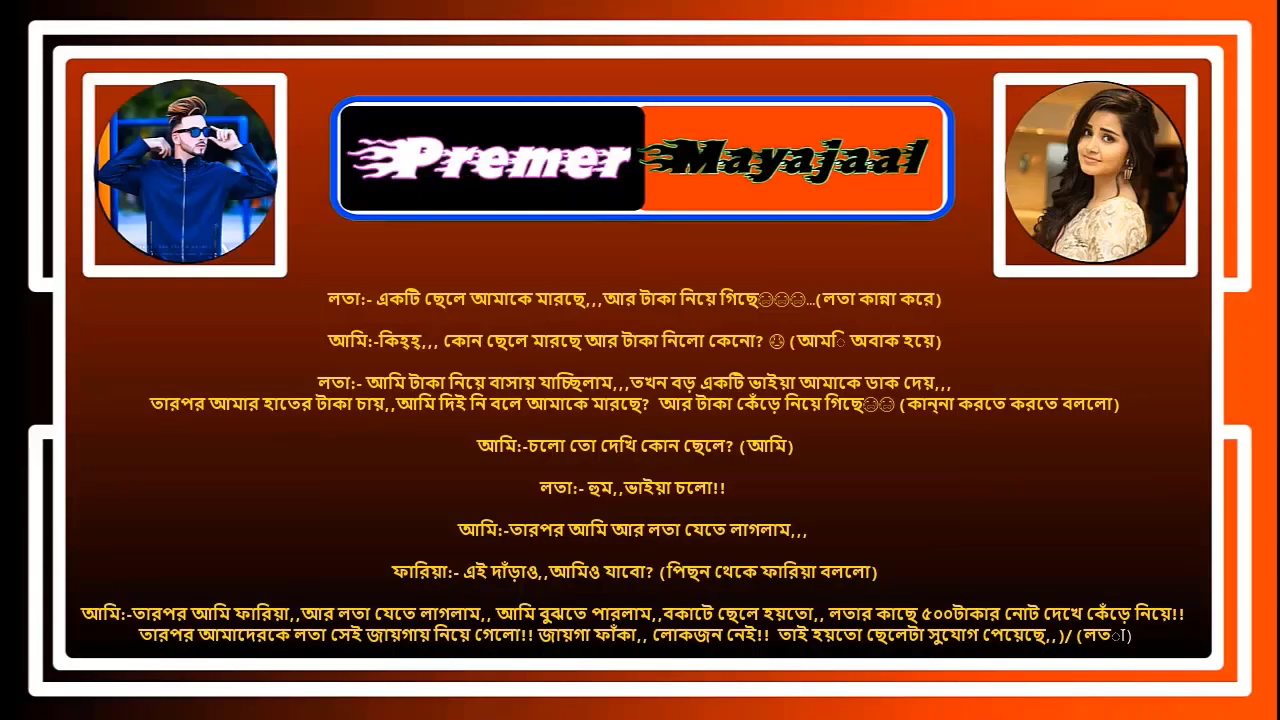 Premer Mayajaal
লতা:- একটি ছেলে আমাকে মারছে,,,আর টাকা নিয়ে গিছে😑😑😑...(লতা কান্না করে)
আমি:-কিহ্হ্,,, কোন ছেলে মারছে আর টাকা নিলো কেনো? 😰 (আমি অবাক হয়ে)
লতা:- আমি টাকা নিয়ে বাসায় যাচ্ছিলাম,,,তখন বড় একটি ভাইয়া আমাকে ডাক দেয়,,,
তারপর আমার হাতের টাকা চায়,,আমি দিই নি বলে আমাকে মারছে? আর টাকা কেঁড়ে নিয়ে গিছে😑😑 (কান্না করতে করতে বললো)
আমি:-চলো তো দেখি কোন ছেলে? (আমি)
লতা:- হুম,,ভাইয়া চলো!!
আমি:-তারপর আমি আর লতা যেতে লাগলাম,,,
ফারিয়া:- এই দাঁড়াও,,আমিও যাবো? (পিছন থেকে ফারিয়া বললো)
আমি:-তারপর আমি ফারিয়া,,আর লতা যেতে লাগলাম,, আমি বুঝতে পারলাম,,বকাটে ছেলে হয়তো,, লতার কাছে ৫০০টাকার নোট দেখে কেঁড়ে নিয়ে!!
তারপর আমাদেরকে লতা সেই জায়গায় নিয়ে গেলো!! জায়গা ফাঁকা,, লোকজন নেই!! তাই হয়তো ছেলেটা সুযোগ পেয়েছে,,)/ (লতা)